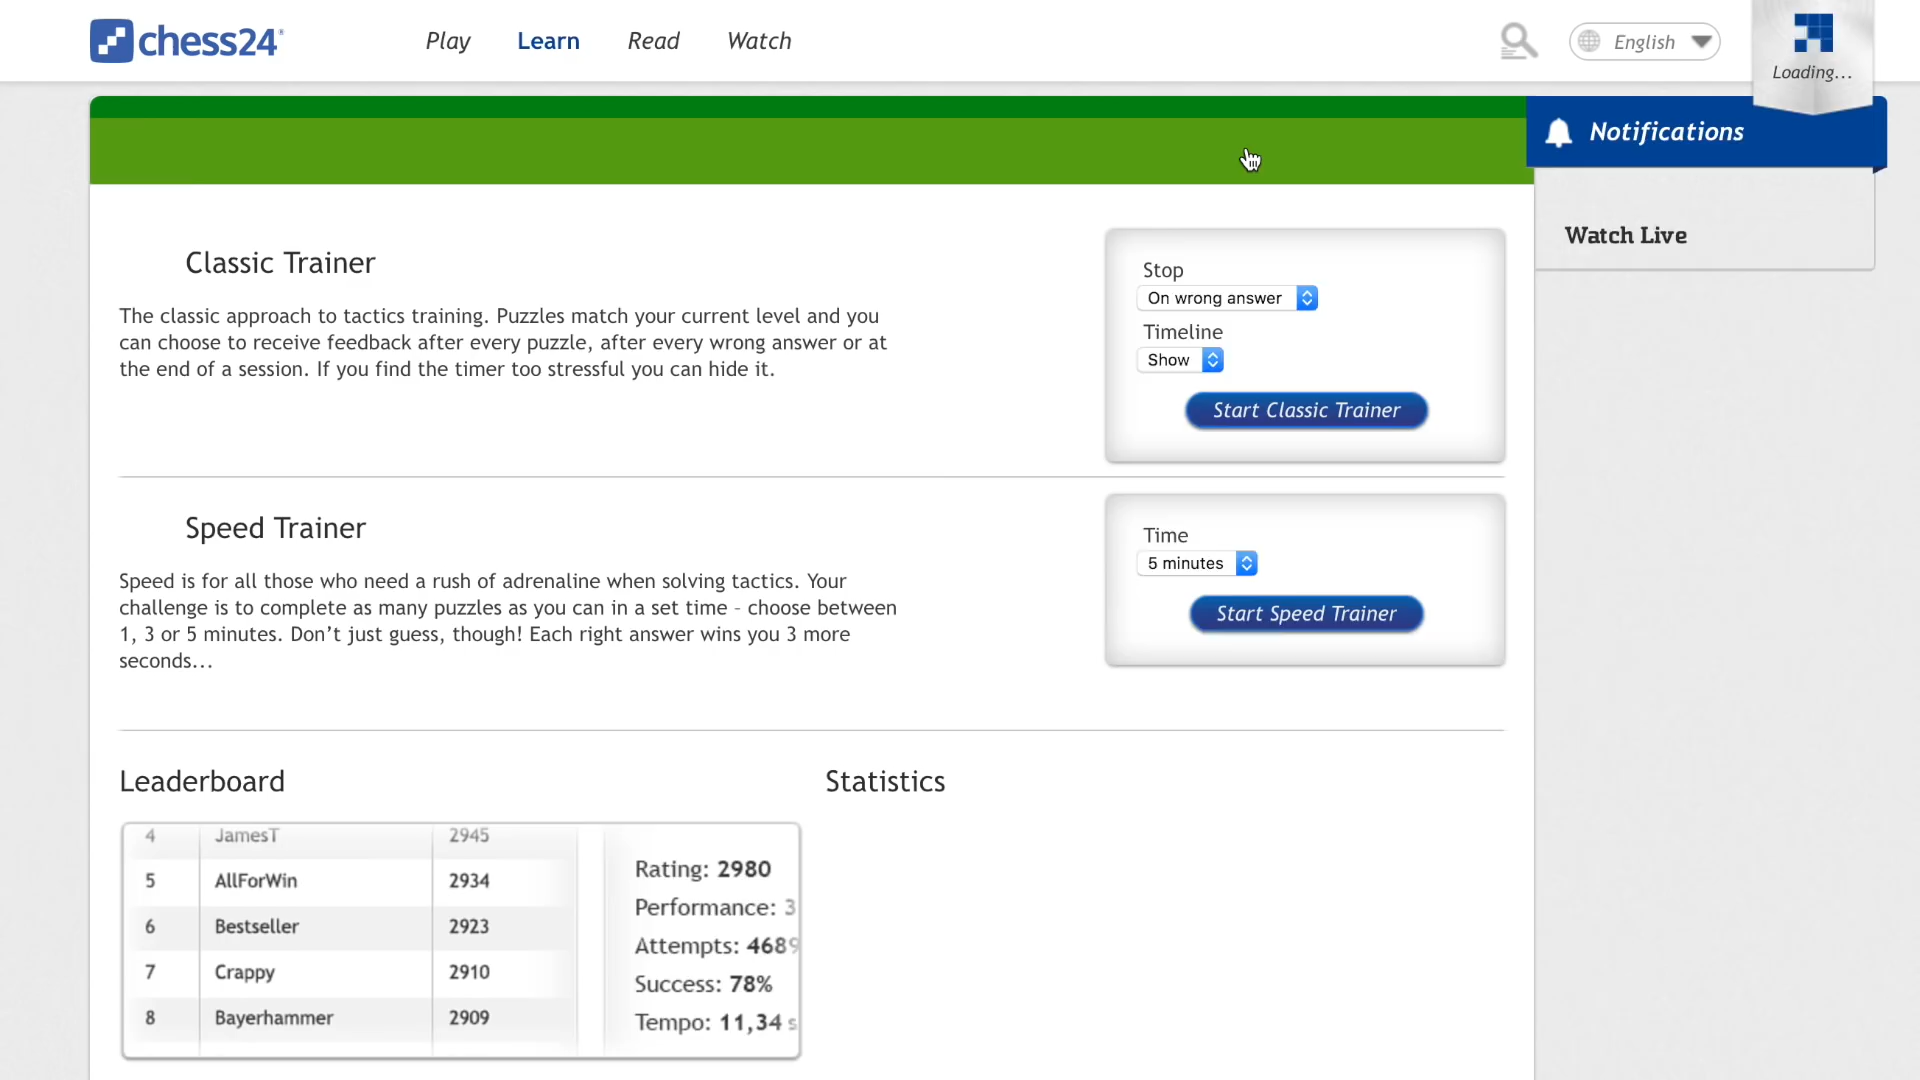 chess24
Play
Learn
Read
Watch
English
Loading...
Notifications
Watch Live
Classic Trainer
The classic approach to tactics training. Puzzles match your current level and you
can choose to receive feedback after every puzzle, after every wrong answer or at
the end of a session. If you find the timer too stressful you can hide it.
Stop
On wrong answer
Timeline
Show
Start Classic Trainer
Speed Trainer
Speed is for all those who need a rush of adrenaline when solving tactics. Your
challenge is to complete as many puzzles as you can in a set time – choose between
1, 3 or 5 minutes. Don’t just guess, though! Each right answer wins you 3 more
seconds...
Time
5 minutes
Start Speed Trainer
Leaderboard
4 JamesT 2945
5 AllForWin 2934
6 Bestseller 2923
7 Crappy 2910
8 Bayerhammer 2909
Rating: 2980
Performance: 3
Attempts: 4689
Success: 78%
Tempo: 11,34 s
Statistics